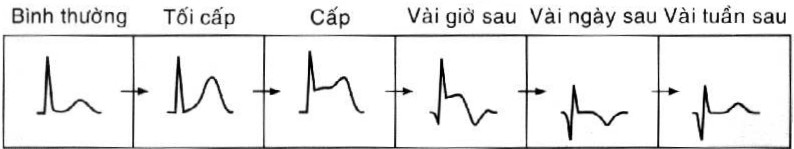 Bình thường Tối cấp Cấp Vài giờ sau Vài ngày sau Vài tuần sau